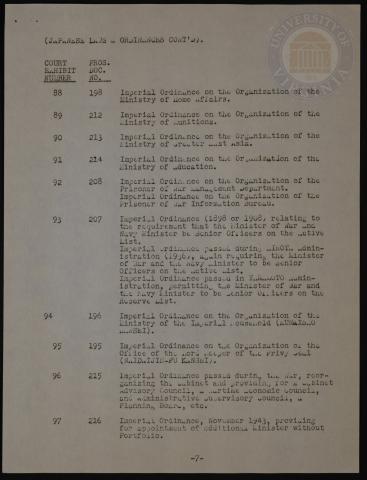 (JAPANESE LAWS & ORDINANCES CONT'D).
UNIVERSITY OF VIRGINIA
COURT PROS.
EXHIBIT DOC.
NUMBER NO.
88 198 Imperial Ordinance on the Organization of the
Ministry of Home Affairs.
89 212 Imperial Ordinance on the Organization of the
Ministry of Munitions.
90 213 Imperial Ordinance on the Organization of the
Ministry of Greater East Asia.
91 214 Imperial Ordinance on the Organization of the
Ministry of Education.
92 208 Imperial Ordinance on the Organization of the
Prisoner of War Management Department.
Imperial Ordinance on the Organization of the
Prisoner of War Information Bureau.
93 207 Imperial Ordinance (1898 or 1908) relating to
the requirement that the Minister of War and
Navy Minister be Senior Officers on the Active
List.
Imperial Ordinance passed during HIROTA admin-
istration (1936), again requiring the Minister
of War and the Navy Minister to be Senior
Officers on the Active List.
Imperial Ordinance passed in admin-
istration, permitting the Minister of War and
the Navy Minister to be Senior Officers on the
Reserve List.
94 196 Imperial Ordinance on the Organization of the
Ministry of the Imperial Household
95 195 Imperial Ordinance on the Organization of the
Office of the Lord Keeper of the Privy Seal
96 215 Imperial Ordinance passed during the War, reor-
ganizing the Cabinet and providing for a Cabinet
Advisory Council, a Wartime Economic Council,
and Administrative Supervisory Council, a
Planning Board, etc.
97 216 Imperial Ordinance, November 1943, providing
for appointment of additional Minister without
Portfolio.
-7-